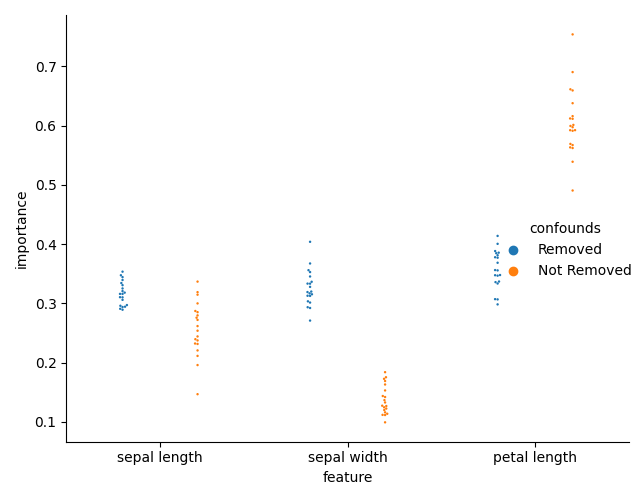 0.7
0.6
0.5
0.4
0.3
0.2
0.1
importance
sepal length
sepal width
petal length
feature
confounds
Removed
Not Removed